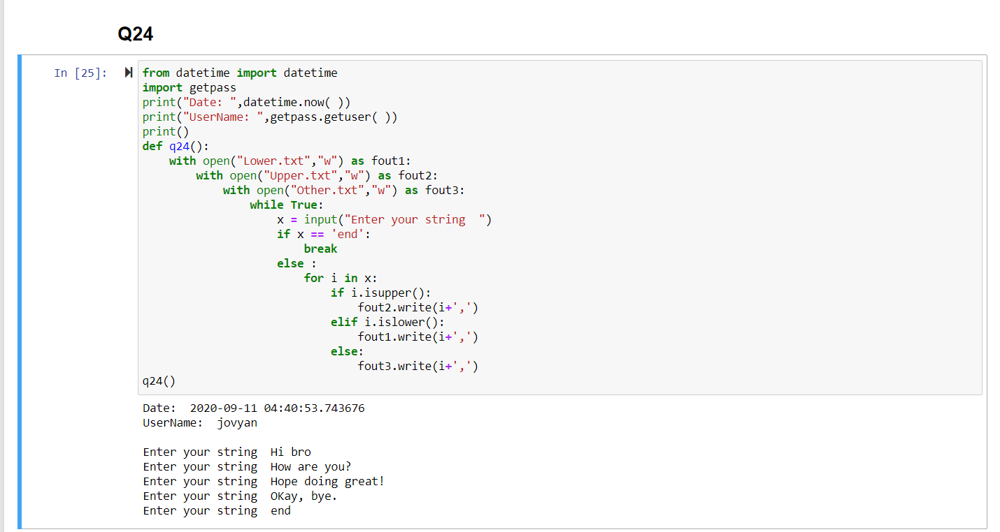 Q24
In [25]:
from datetime import datetime
import getpass
print("Date: ",datetime.now( ))
print("UserName: ",getpass.getuser( ))
print()
def q24():
    with open("Lower.txt","w") as fout1:
        with open("Upper.txt","w") as fout2:
            with open("Other.txt","w") as fout3:
                while True:
                    x = input("Enter your string  ")
                    if x == 'end':
                        break
                    else :
                        for i in x:
                            if i.isupper():
                                fout2.write(i+',')
                            elif i.islower():
                                fout1.write(i+',')
                            else:
                                fout3.write(i+',')
q24()
Date:  2020-09-11 04:40:53.743676
UserName:  jovyan
Enter your string  Hi bro
Enter your string  How are you?
Enter your string  Hope doing great!
Enter your string  OKay, bye.
Enter your string  end